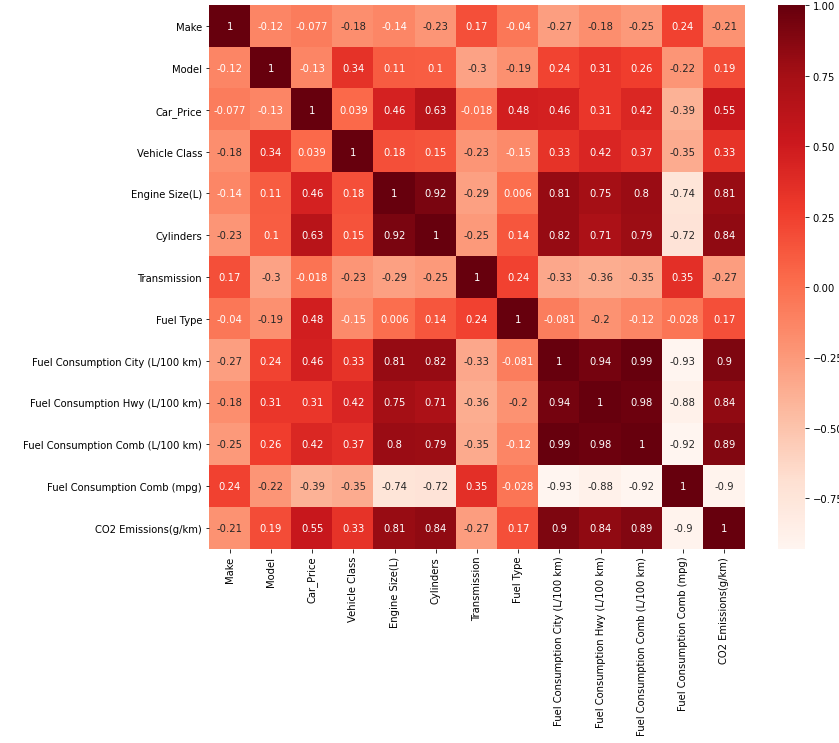 Make 1 -0.12 -0.077 -0.18 -0.14 -0.23 0.17 -0.04 -0.27 -0.18 -0.25 0.24 -0.21
Model -0.12 1 -0.13 0.34 0.11 0.1 -0.3 -0.19 0.24 0.31 0.26 -0.22 0.19
Car_Price -0.077 -0.13 1 0.039 0.46 0.63 -0.018 0.48 0.46 0.31 0.42 -0.39 0.55
Vehicle Class -0.18 0.34 0.039 1 0.18 0.15 -0.23 -0.15 0.33 0.42 0.37 -0.35 0.33
Engine Size(L) -0.14 0.11 0.46 0.18 1 0.92 -0.29 0.006 0.81 0.75 0.8 -0.74 0.81
Cylinders -0.23 0.1 0.63 0.15 0.92 1 -0.25 0.14 0.82 0.71 0.79 -0.72 0.84
Transmission 0.17 -0.3 -0.018 -0.23 -0.29 -0.25 1 0.24 -0.33 -0.36 -0.35 0.35 -0.27
Fuel Type -0.04 -0.19 0.48 -0.15 0.006 0.14 0.24 1 -0.081 -0.2 -0.12 -0.028 0.17
Fuel Consumption City (L/100 km) -0.27 0.24 0.46 0.33 0.81 0.82 -0.33 -0.081 1 0.94 0.99 -0.93 0.9
Fuel Consumption Hwy (L/100 km) -0.18 0.31 0.31 0.42 0.75 0.71 -0.36 -0.2 0.94 1 0.98 -0.88 0.84
Fuel Consumption Comb (L/100 km) -0.25 0.26 0.42 0.37 0.8 0.79 -0.35 -0.12 0.99 0.98 1 -0.92 0.89
Fuel Consumption Comb (mpg) 0.24 -0.22 -0.39 -0.35 -0.74 -0.72 0.35 -0.028 -0.93 -0.88 -0.92 1 -0.9
CO2 Emissions(g/km) -0.21 0.19 0.55 0.33 0.81 0.84 -0.27 0.17 0.9 0.84 0.89 -0.9 1
Make
Model
Car_Price
Vehicle Class
Engine Size(L)
Cylinders
Transmission
Fuel Type
Fuel Consumption City (L/100 km)
Fuel Consumption Hwy (L/100 km)
Fuel Consumption Comb (L/100 km)
Fuel Consumption Comb (mpg)
CO2 Emissions(g/km)
1.00
0.75
0.50
0.25
0.00
−0.25
−0.50
−0.75